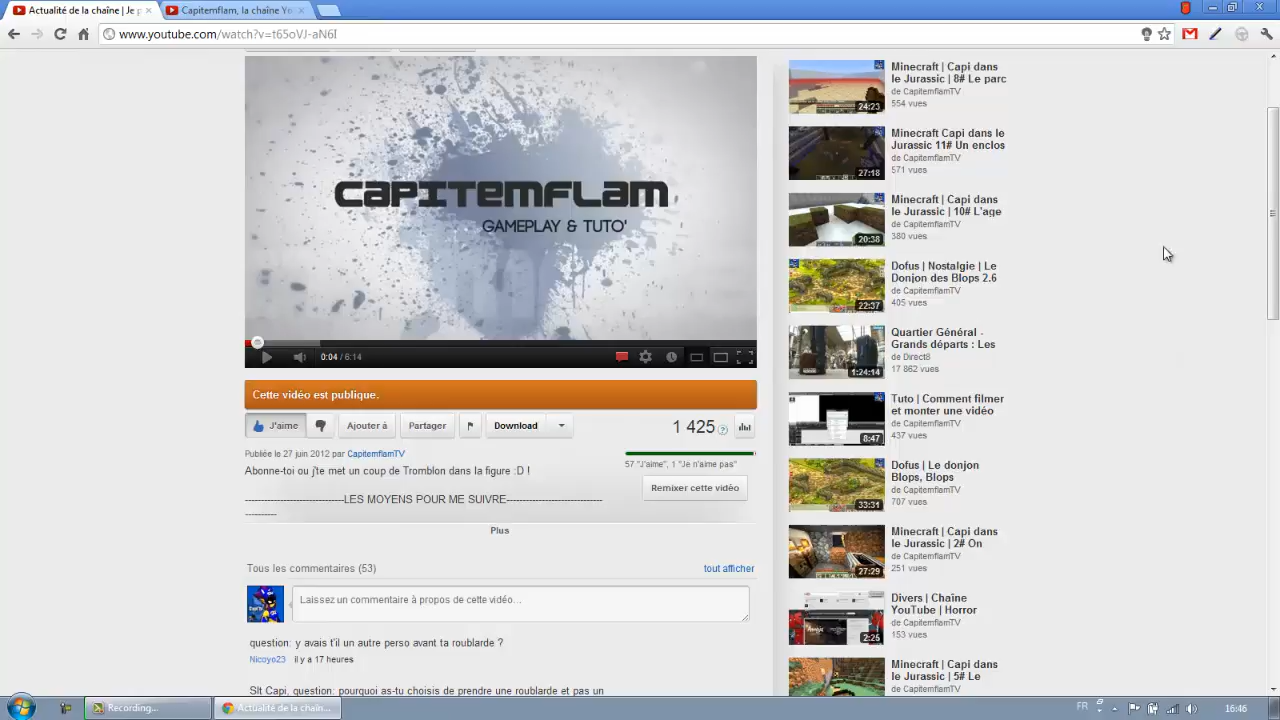 Actualité de la chaîne | Je p
Capitemflam, la chaîne Yo
www.youtube.com/watch?v=t65oVJ-aN6I
CAPITEMFLAM
GAMEPLAY & TUTO'
0:04 / 6:14
Cette vidéo est publique.
J'aime
Ajouter à
Partager
Download
1 425
Publiée le 27 juin 2012 par CapitemflamTV
57 "J'aime", 1 "Je n'aime pas"
Abonne-toi ou j'te met un coup de Tromblon dans la figure :D !
Remixer cette vidéo
------------------------------LES MOYENS POUR ME SUIVRE-----------------------------
----------
Plus
Tous les commentaires (53)
tout afficher
Laissez un commentaire à propos de cette vidéo...
question: y avais t'il un autre perso avant ta roublarde ?
Nicoyo23 il y a 17 heures
Slt Capi, question: pourquoi as-tu choisis de prendre une roublarde et pas un
Minecraft | Capi dans
le Jurassic | 8# Le parc
de CapitemflamTV
554 vues
24:23
Minecraft Capi dans le
Jurassic 11# Un enclos
de CapitemflamTV
571 vues
27:18
Minecraft | Capi dans
le Jurassic | 10# L'age
de CapitemflamTV
380 vues
20:38
Dofus | Nostalgie | Le
Donjon des Blops 2.6
de CapitemflamTV
405 vues
22:37
Quartier Général -
Grands départs : Les
de Direct8
17 862 vues
1:24:14
Tuto | Comment filmer
et monter une vidéo
de CapitemflamTV
437 vues
8:47
Dofus | Le donjon
Blops, Blops
de CapitemflamTV
707 vues
33:31
Minecraft | Capi dans
le Jurassic | 2# On
de CapitemflamTV
251 vues
27:29
Divers | Chaîne
YouTube | Horror
de CapitemflamTV
153 vues
2:25
Minecraft | Capi dans
le Jurassic | 5# Le
de CapitemflamTV
Recording...
Actualité de la chaîn...
FR
16:46